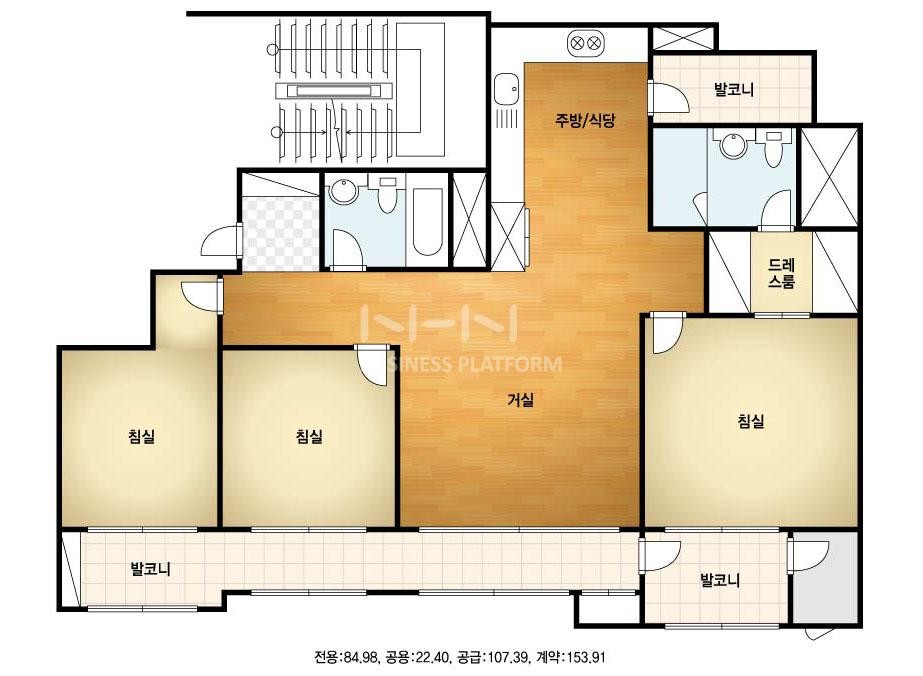 주방/식당
발코니
드레
스룸
NHN
SINESS PLATFORM
거실
침실
침실
침실
발코니
발코니
전용:84.98, 공용:22.40, 공급:107.39, 계약:153.91